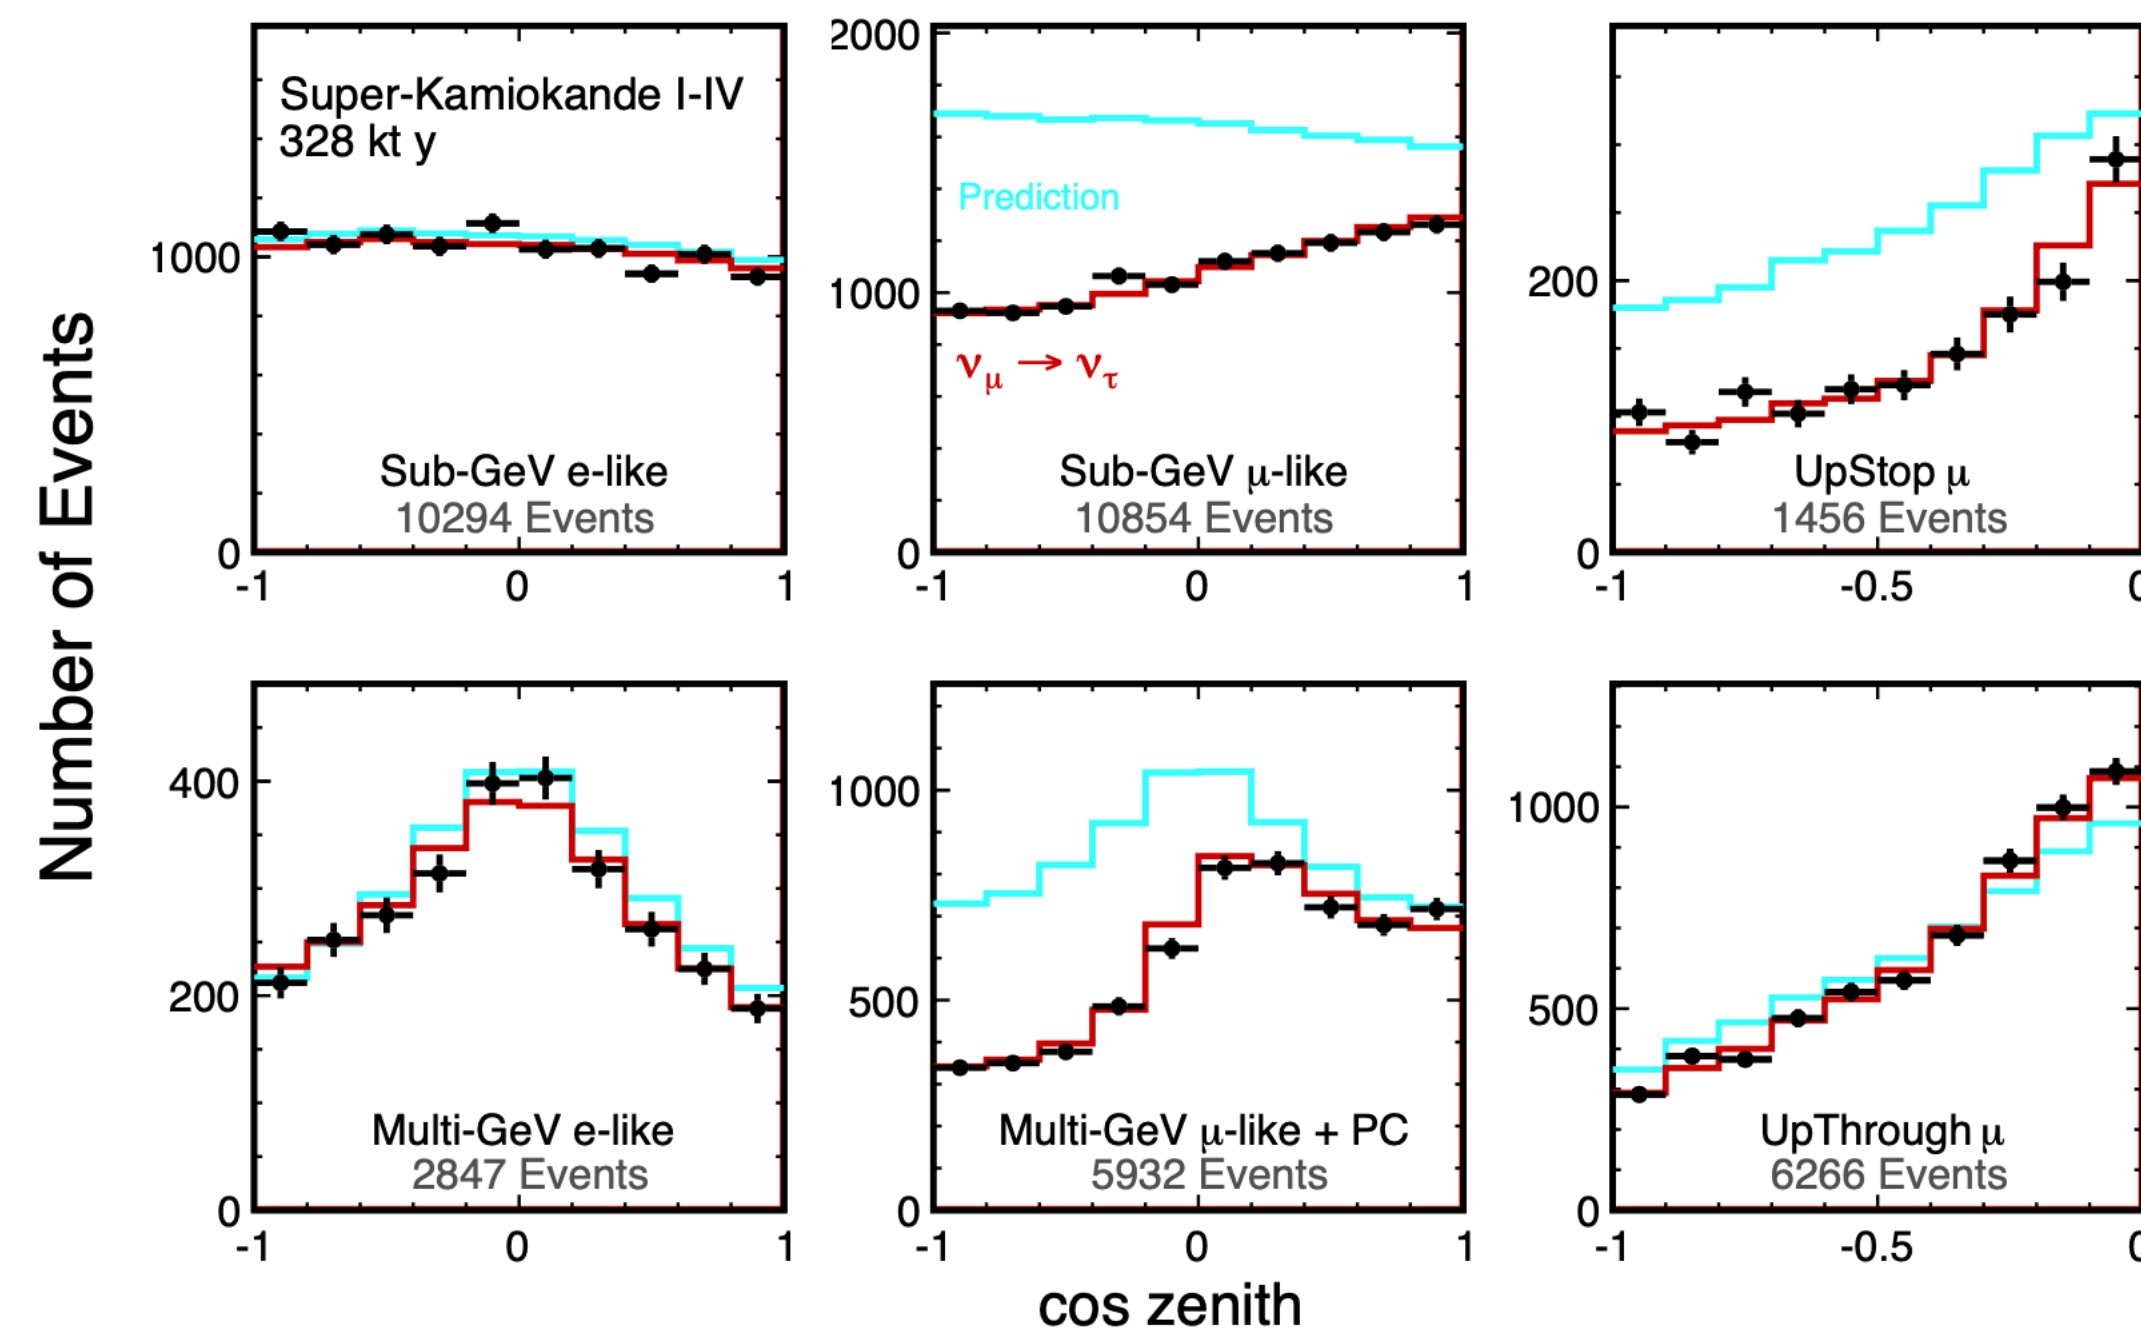 Number of Events
Super-Kamiokande I-IV
328 kt y
1000
0
-1
0
1
Sub-GeV e-like
10294 Events
2000
1000
0
-1
0
1
Prediction
νμ → ντ
Sub-GeV μ-like
10854 Events
200
0
-1
-0.5
0
UpStop μ
1456 Events
400
200
0
-1
0
1
Multi-GeV e-like
2847 Events
1000
500
0
-1
0
1
Multi-GeV μ-like + PC
5932 Events
1000
500
0
-1
-0.5
0
UpThrough μ
6266 Events
cos zenith